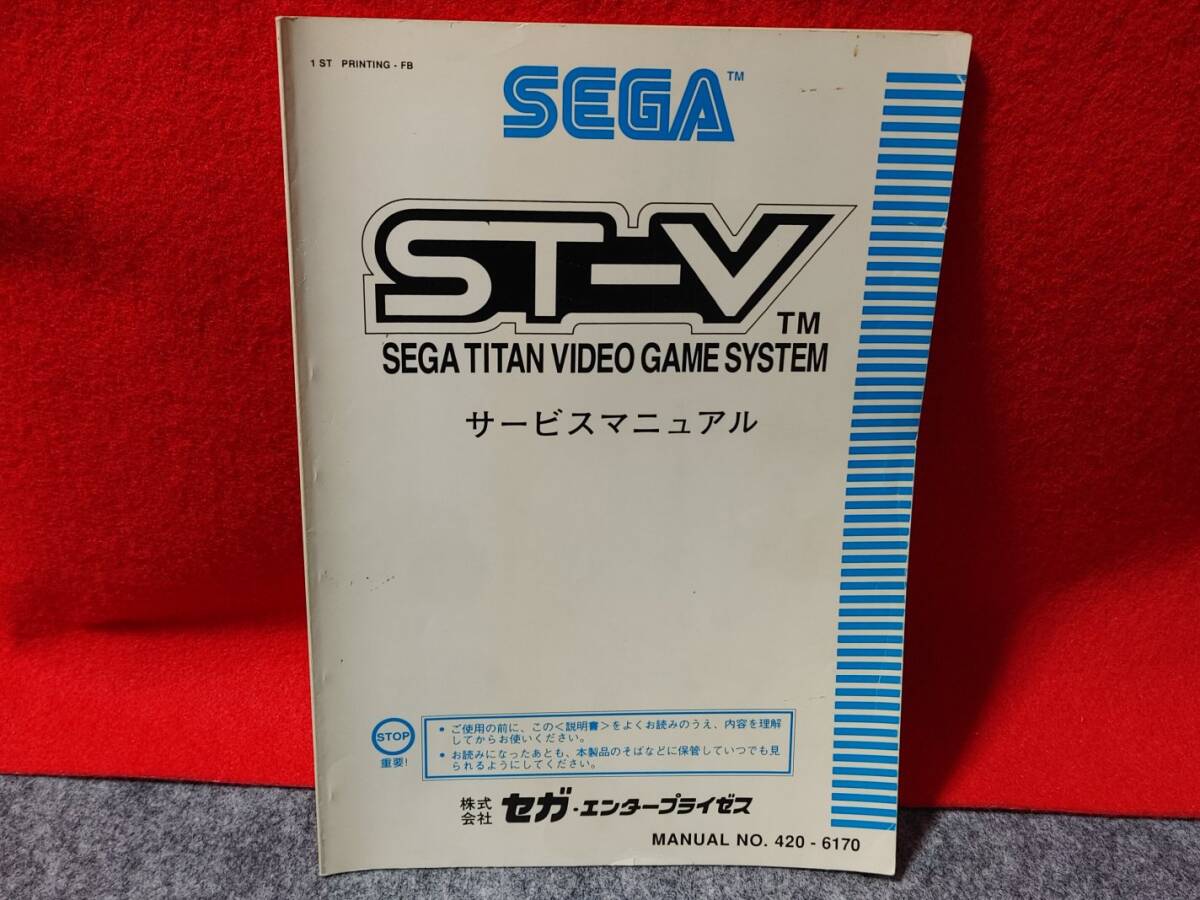 1 ST PRINTING - FB
SEGA™
ST-V
TM
SEGA TITAN VIDEO GAME SYSTEM
サービスマニュアル
STOP
重要!
• ご使用の前に、この<説明書>をよくお読みのうえ、内容を理解
してからお使いください。
• お読みになったあとも、本製品のそばなどに保管していつでも見
られるようにしてください。
株式
会社
セガ・エンタープライゼス
MANUAL NO. 420 - 6170